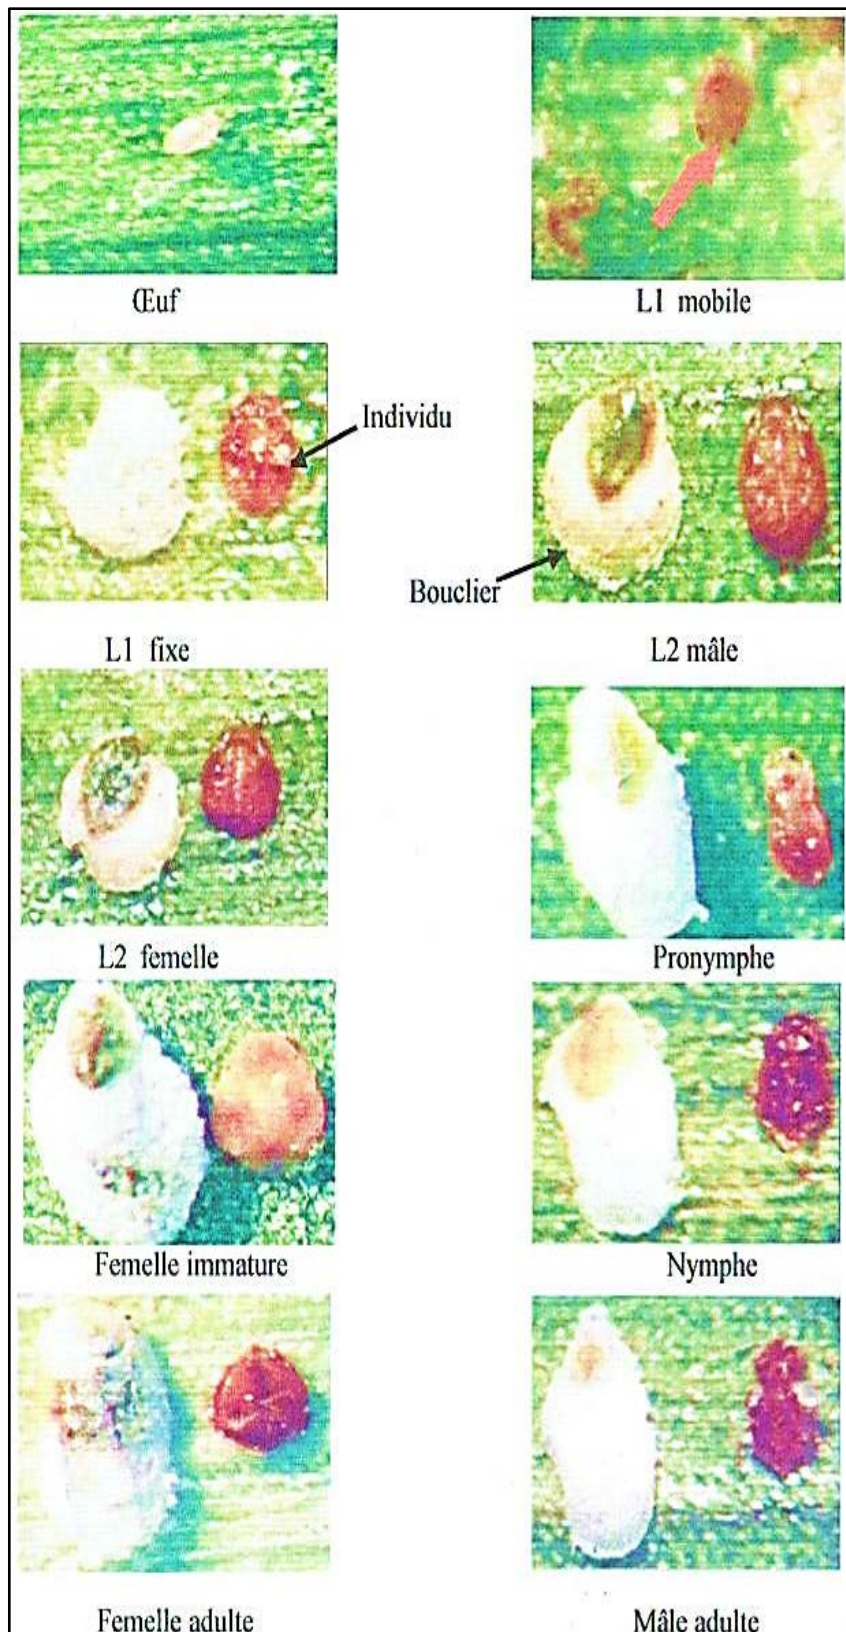 Œuf
L1 mobile
Individu
Bouclier
L1 fixe
L2 mâle
L2 femelle
Pronymphe
Femelle immature
Nymphe
Femelle adulte
Mâle adulte